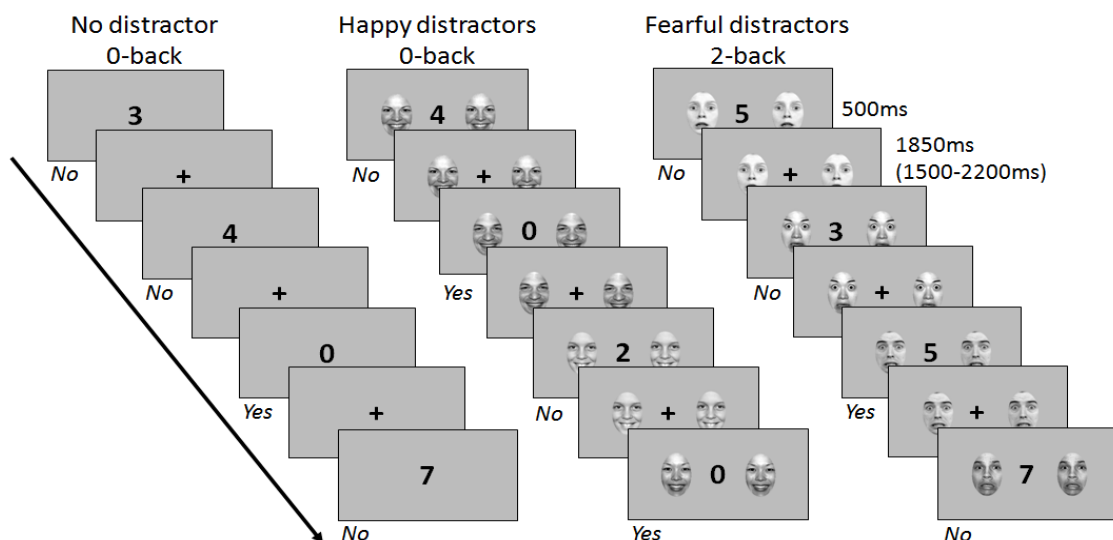 No distractor
0-back
3
No
+
4
No
+
0
Yes
+
7
No
Happy distractors
0-back
4
No
+
0
Yes
+
2
No
+
0
Yes
Fearful distractors
2-back
5
500ms
No
+
1850ms
(1500-2200ms)
3
No
+
5
Yes
+
7
No